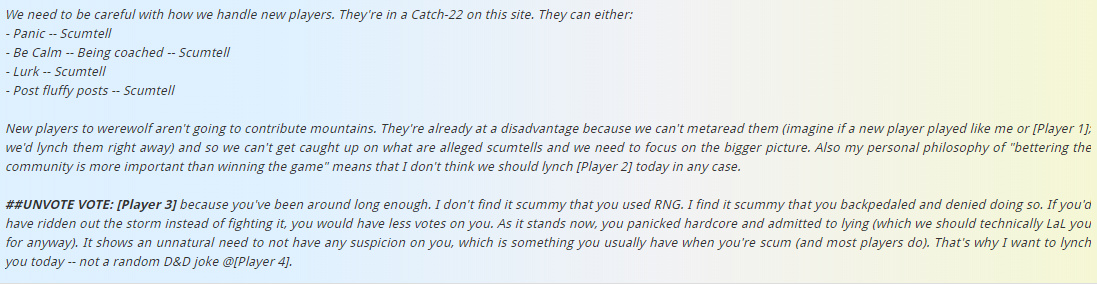 We need to be careful with how we handle new players. They're in a Catch-22 on this site. They can either:
- Panic -- Scumtell
- Be Calm -- Being coached -- Scumtell
- Lurk -- Scumtell
- Post fluffy posts -- Scumtell
New players to werewolf aren't going to contribute mountains. They're already at a disadvantage because we can't metaread them (imagine if a new player played like me or [Player 1];
we'd lynch them right away) and so we can't get caught up on what are alleged scumtells and we need to focus on the bigger picture. Also my personal philosophy of "bettering the
community is more important than winning the game" means that I don't think we should lynch [Player 2] today in any case.
##UNVOTE VOTE: [Player 3] because you've been around long enough. I don't find it scummy that you used RNG. I find it scummy that you backpedaled and denied doing so. If you'd
have ridden out the storm instead of fighting it, you would have less votes on you. As it stands now, you panicked hardcore and admitted to lying (which we should technically LaL you
for anyway). It shows an unnatural need to not have any suspicion on you, which is something you usually have when you're scum (and most players do). That's why I want to lynch
you today -- not a random D&D joke @[Player 4].